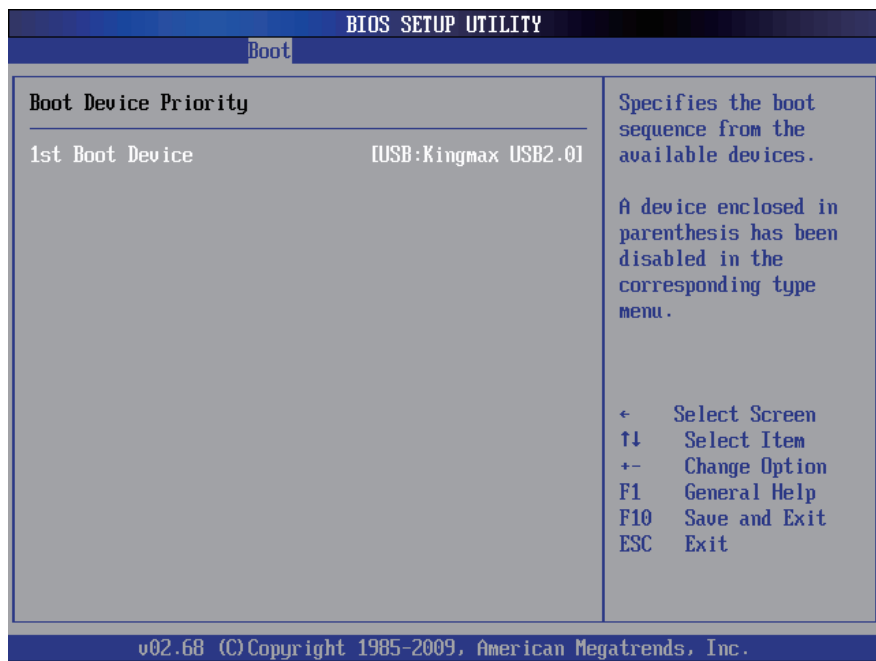 BIOS SETUP UTILITY
Boot
Boot Device Priority
1st Boot Device [USB:Kingmax USB2.0]
Specifies the boot
sequence from the
available devices.
A device enclosed in
parenthesis has been
disabled in the
corresponding type
menu.
← Select Screen
↑↓ Select Item
+- Change Option
F1 General Help
F10 Save and Exit
ESC Exit
v02.68 (C)Copyright 1985-2009, American Megatrends, Inc.